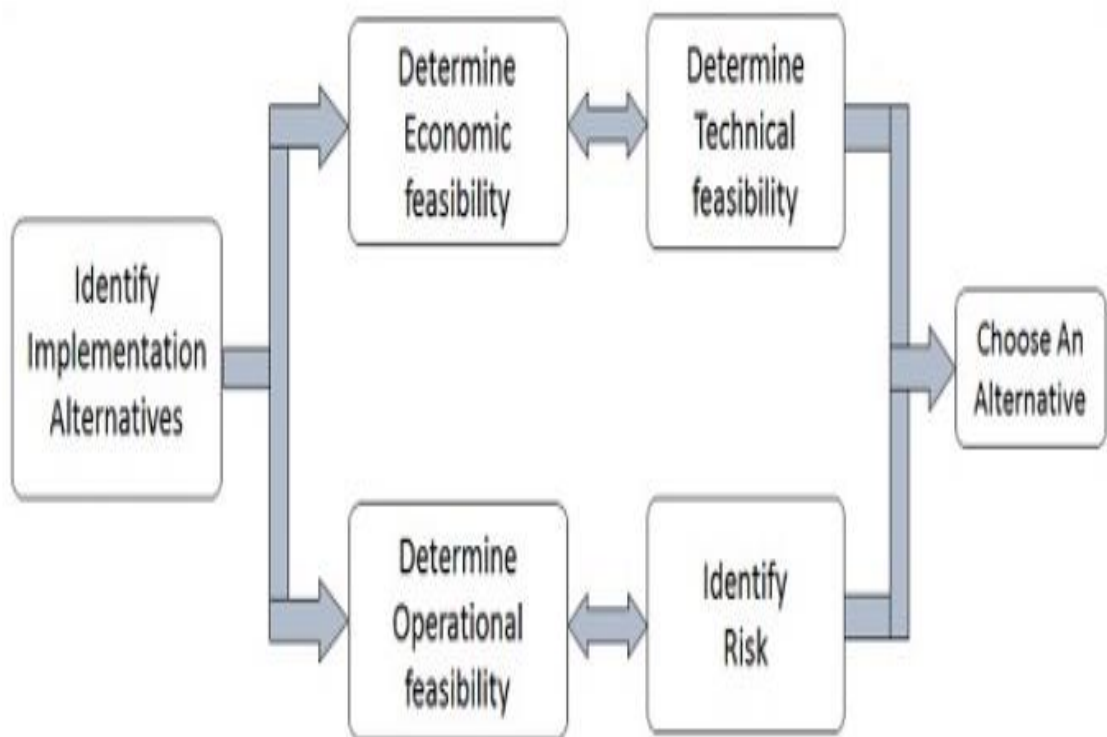 Identify
Implementation
Alternatives
Determine
Economic
feasibility
Determine
Technical
feasibility
Determine
Operational
feasibility
Identify
Risk
Choose An
Alternative